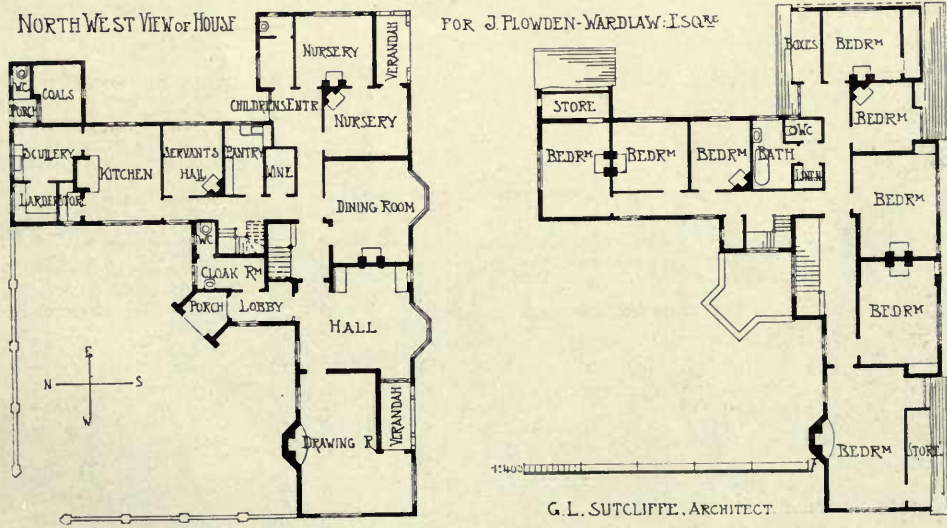 NORTH WEST VIEW OF HOUSE
FOR J. PLOWDEN-WARDLAW: ESQRE
NURSERY
VERANDAH
WC
COALS
PORCH
CHILDRENS ENTR
NURSERY
SCULLERY
KITCHEN
SERVANTS
HALL
PANTRY
WINE
LARDER
STORE
DINING ROOM
WC
CLOAK RM
PORCH
LOBBY
HALL
E
N
S
W
DRAWING R
VERANDAH
BOXES
BEDRM
STORE
BEDRM
BEDRM
BEDRM
BEDRM
BATH
WC
LINEN
BEDRM
BEDRM
BEDRM
STORE
1:400
G. L. SUTCLIFFE, ARCHITECT